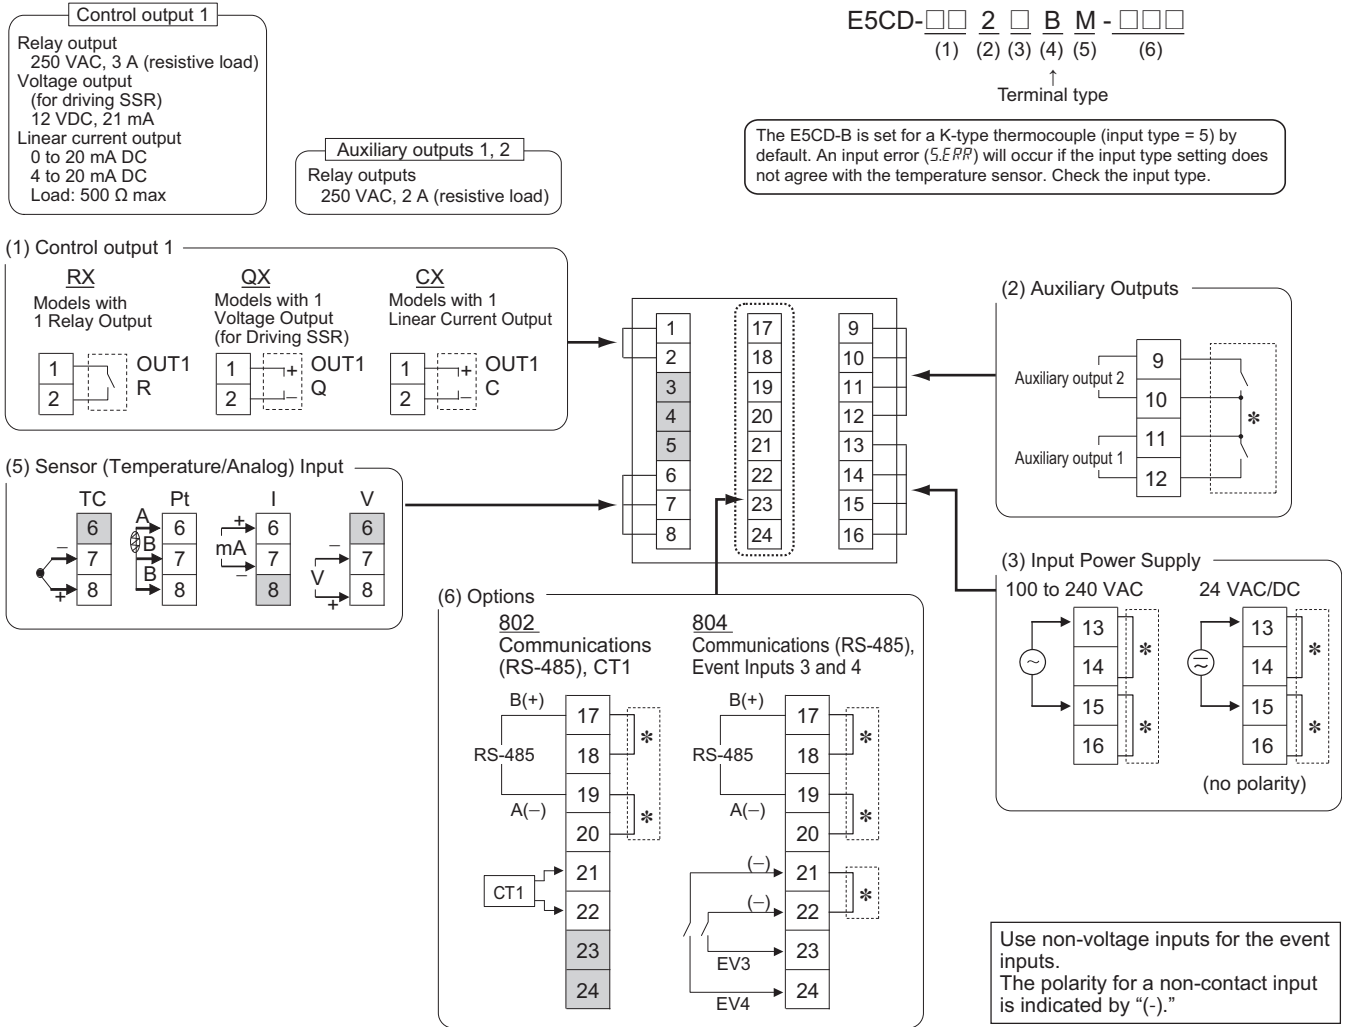 Control output 1
Relay output
250 VAC, 3 A (resistive load)
Voltage output
(for driving SSR)
12 VDC, 21 mA
Linear current output
0 to 20 mA DC
4 to 20 mA DC
Load: 500 Ω max
Auxiliary outputs 1, 2
Relay outputs
250 VAC, 2 A (resistive load)
E5CD-□□ 2 □ B M - □□□
(1) (2) (3) (4) (5) (6)
↑
Terminal type
The E5CD-B is set for a K-type thermocouple (input type = 5) by
default. An input error (S.ERR) will occur if the input type setting does
not agree with the temperature sensor. Check the input type.
(1) Control output 1
RX
Models with
1 Relay Output
1
2
OUT1
R
QX
Models with 1
Voltage Output
(for Driving SSR)
1
2
+
−
OUT1
Q
CX
Models with 1
Linear Current Output
1
2
+
−
OUT1
C
1
2
3
4
5
6
7
8
17
18
19
20
21
22
23
24
9
10
11
12
13
14
15
16
(2) Auxiliary Outputs
Auxiliary output 2
Auxiliary output 1
9
10
11
12
*
(5) Sensor (Temperature/Analog) Input
TC
6
7
8
−
+
Pt
A
B
B
6
7
8
I
+
mA
−
6
7
8
V
−
V
+
6
7
8
(3) Input Power Supply
100 to 240 VAC
13
14
15
16
*
*
24 VAC/DC
13
14
15
16
*
*
(no polarity)
(6) Options
802
Communications
(RS-485), CT1
B(+)
RS-485
A(−)
CT1
17
18
19
20
21
22
23
24
*
*
804
Communications (RS-485),
Event Inputs 3 and 4
B(+)
RS-485
A(−)
(−)
(−)
EV3
EV4
17
18
19
20
21
22
23
24
*
*
*
Use non-voltage inputs for the event
inputs.
The polarity for a non-contact input
is indicated by “(-).”